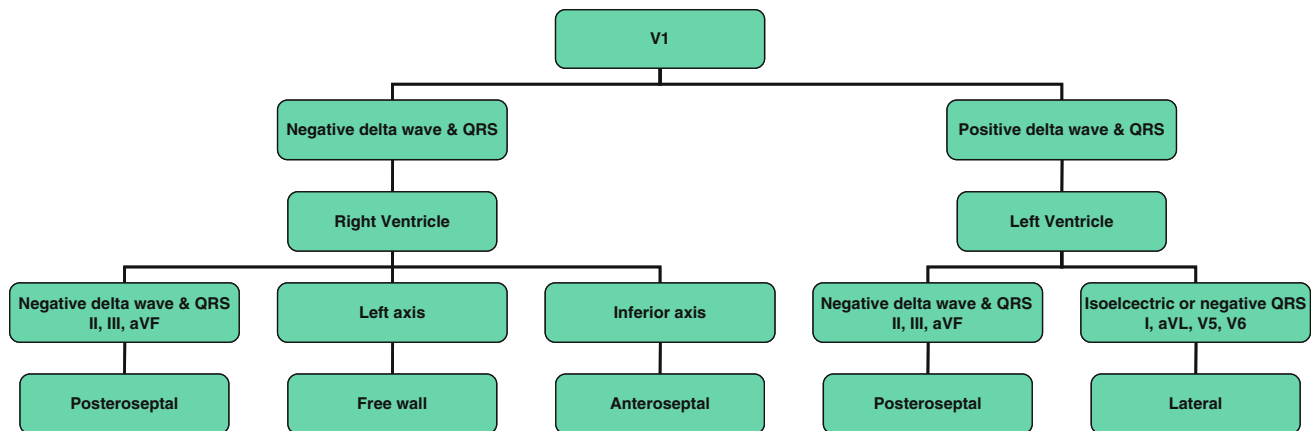 V1
Negative delta wave & QRS
Positive delta wave & QRS
Right Ventricle
Left Ventricle
Negative delta wave & QRS
II, III, aVF
Left axis
Inferior axis
Negative delta wave & QRS
II, III, aVF
Isoelcectric or negative QRS
I, aVL, V5, V6
Posteroseptal
Free wall
Anteroseptal
Posteroseptal
Lateral